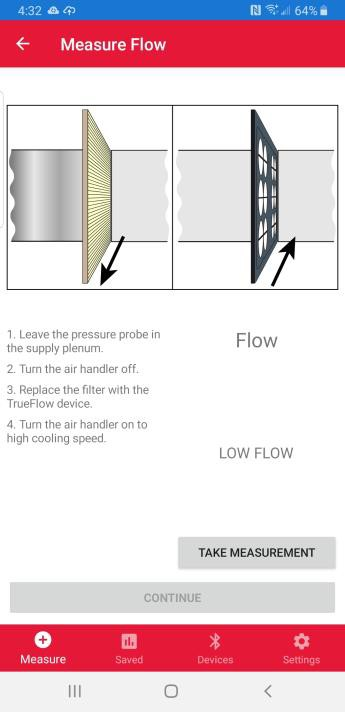 4:32 64%
Measure Flow
1. Leave the pressure probe in
the supply plenum.
2. Turn the air handler off.
3. Replace the filter with the
TrueFlow device.
4. Turn the air handler on to
high cooling speed.
Flow
LOW FLOW
TAKE MEASUREMENT
CONTINUE
Measure Saved Devices Settings